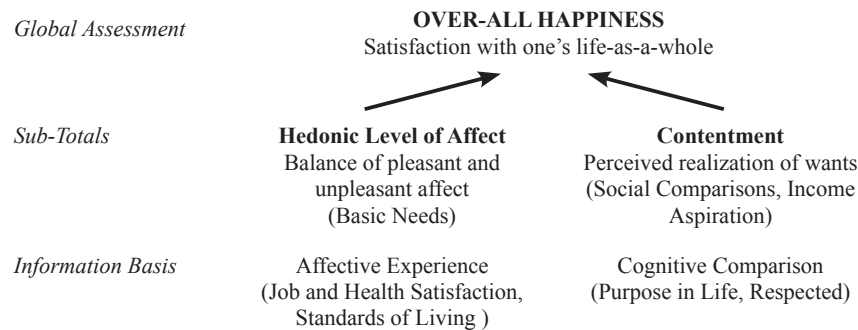 Global Assessment
OVER-ALL HAPPINESS
Satisfaction with one’s life-as-a-whole
Sub-Totals
Hedonic Level of Affect
Balance of pleasant and
unpleasant affect
(Basic Needs)
Contentment
Perceived realization of wants
(Social Comparisons, Income
Aspiration)
Information Basis
Affective Experience
(Job and Health Satisfaction,
Standards of Living )
Cognitive Comparison
(Purpose in Life, Respected)